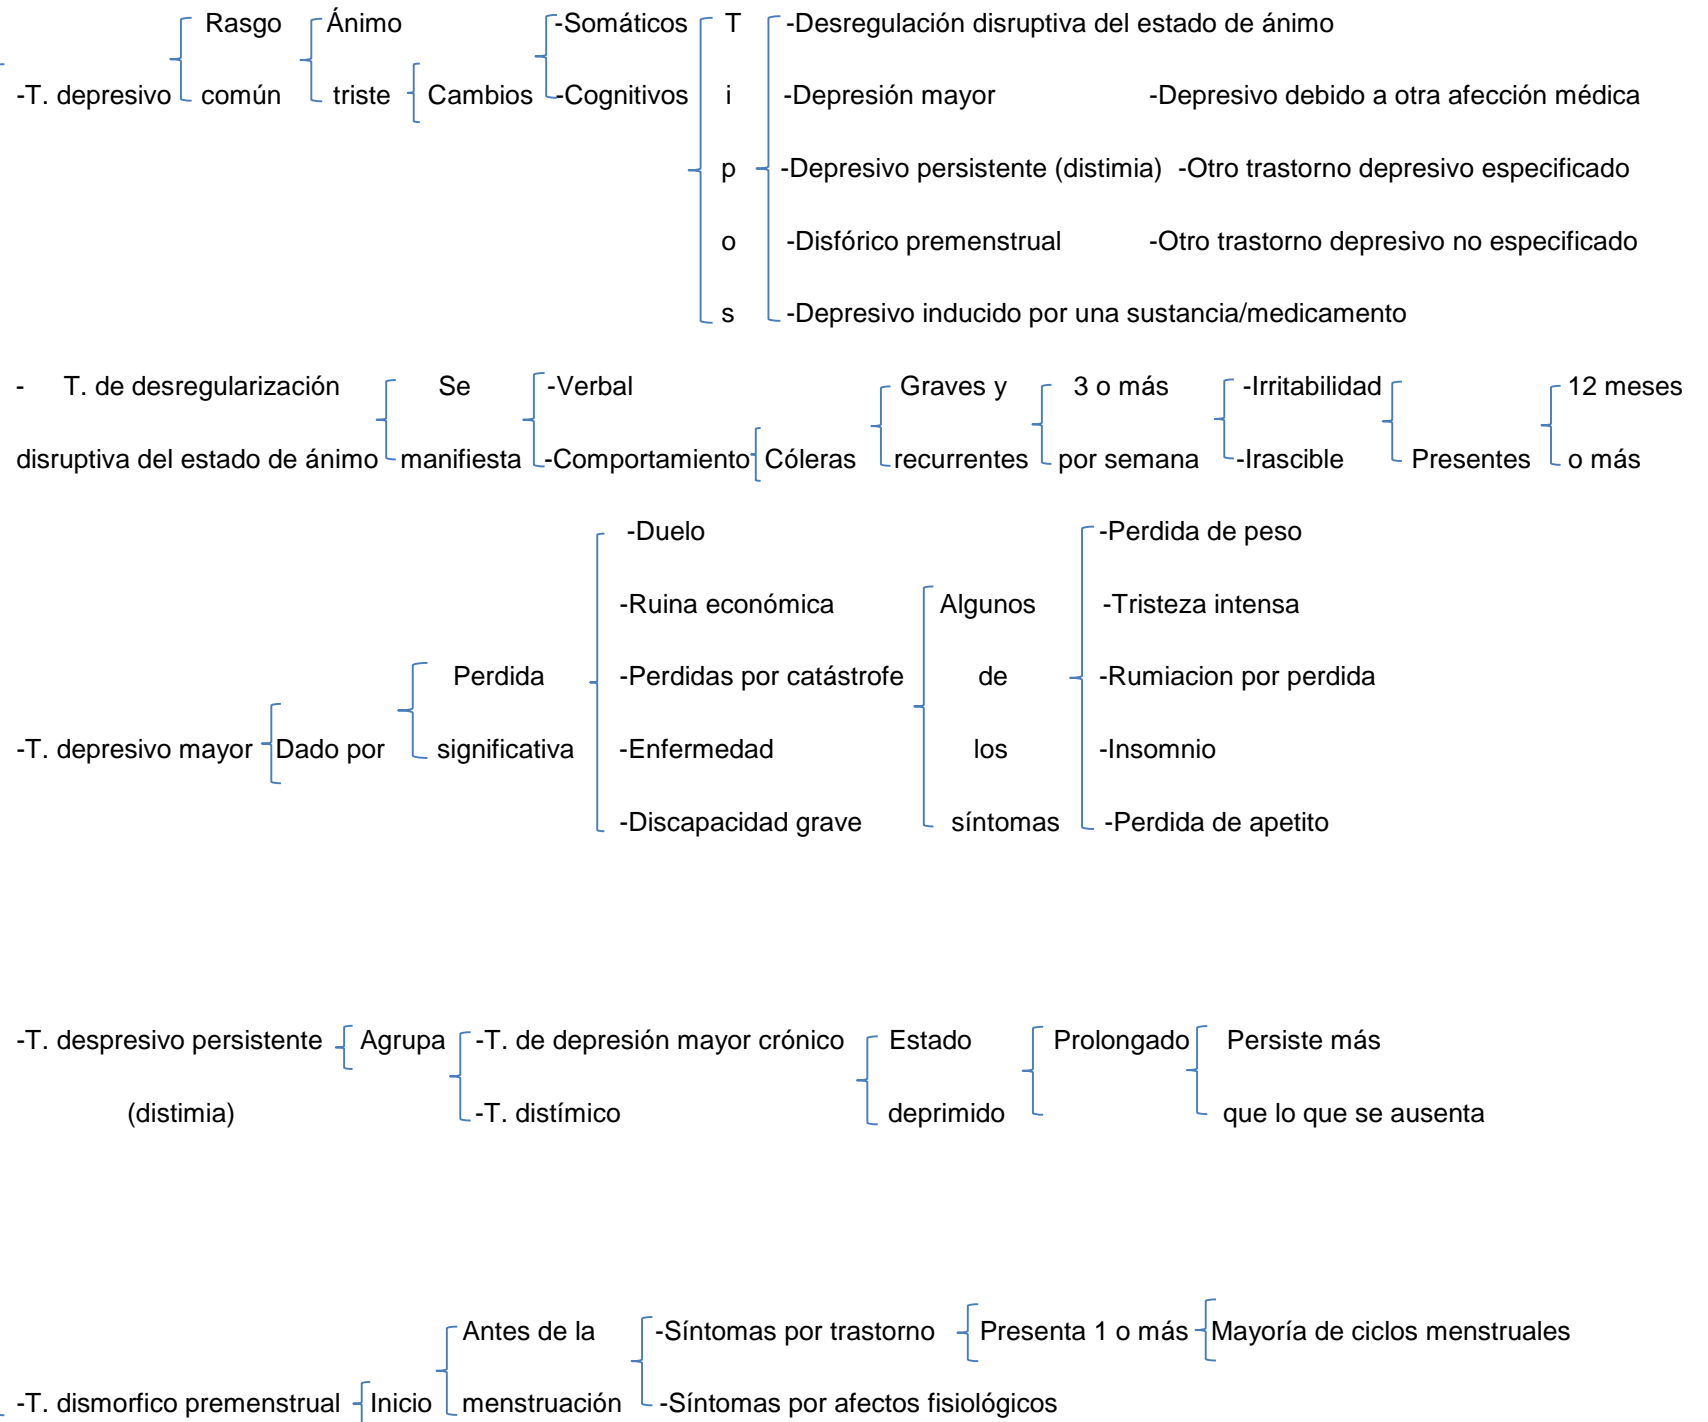 Rasgo Ánimo -Somáticos T -Desregulación disruptiva del estado de ánimo
-T. depresivo común triste Cambios -Cognitivos i -Depresión mayor -Depresivo debido a otra afección médica
p -Depresivo persistente (distimia) -Otro trastorno depresivo especificado
o -Disfórico premenstrual -Otro trastorno depresivo no especificado
s -Depresivo inducido por una sustancia/medicamento
- T. de desregularización Se -Verbal Graves y 3 o más -Irritabilidad 12 meses
disruptiva del estado de ánimo manifiesta -Comportamiento Cóleras recurrentes por semana -Irascible Presentes o más
-Duelo -Perdida de peso
-Ruina económica Algunos -Tristeza intensa
Perdida -Perdidas por catástrofe de -Rumiacion por perdida
-T. depresivo mayor Dado por significativa -Enfermedad los -Insomnio
-Discapacidad grave síntomas -Perdida de apetito
-T. despresivo persistente Agrupa -T. de depresión mayor crónico Estado Prolongado Persiste más
(distimia) -T. distímico deprimido que lo que se ausenta
Antes de la -Síntomas por trastorno Presenta 1 o más Mayoría de ciclos menstruales
-T. dismorfico premenstrual Inicio menstruación -Síntomas por afectos fisiológicos